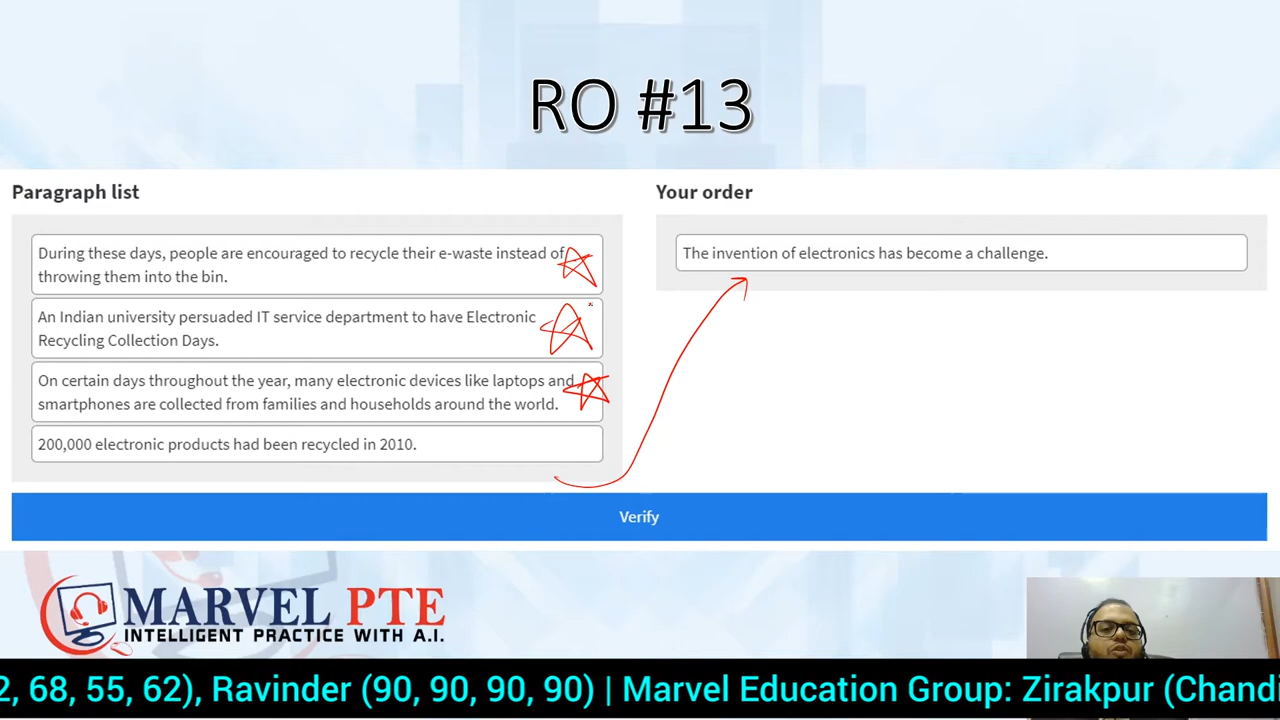 RO #13
Paragraph list
During these days, people are encouraged to recycle their e-waste instead of
throwing them into the bin.
An Indian university persuaded IT service department to have Electronic
Recycling Collection Days.
On certain days throughout the year, many electronic devices like laptops and
smartphones are collected from families and households around the world.
200,000 electronic products had been recycled in 2010.
Your order
The invention of electronics has become a challenge.
Verify
MARVEL PTE
INTELLIGENT PRACTICE WITH A.I.
2, 68, 55, 62), Ravinder (90, 90, 90, 90) | Marvel Education Group: Zirakpur (Chandi